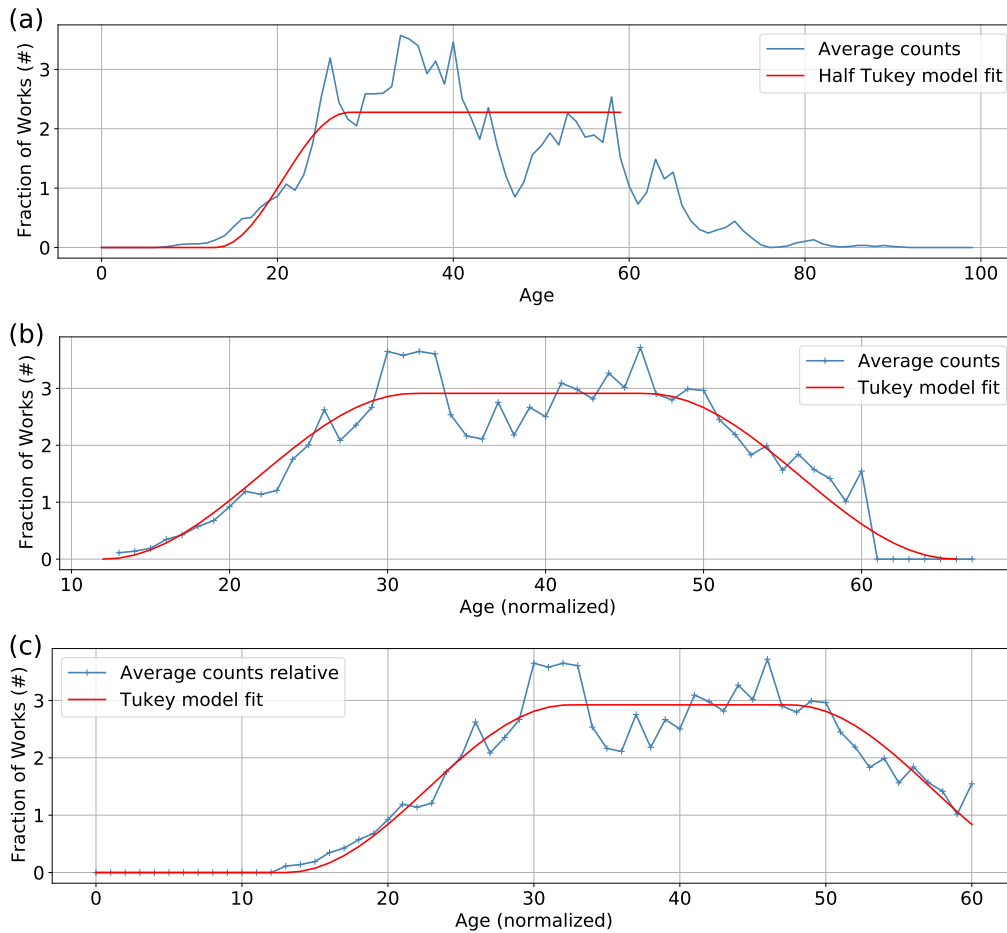 (a)
Fraction of Works (#)
3
2
1
0
Average counts
Half Tukey model fit
0 20 40 60 80 100
Age
(b)
Fraction of Works (#)
3
2
1
0
Average counts
Tukey model fit
10 20 30 40 50 60
Age (normalized)
(c)
Fraction of Works (#)
3
2
1
0
Average counts relative
Tukey model fit
0 10 20 30 40 50 60
Age (normalized)